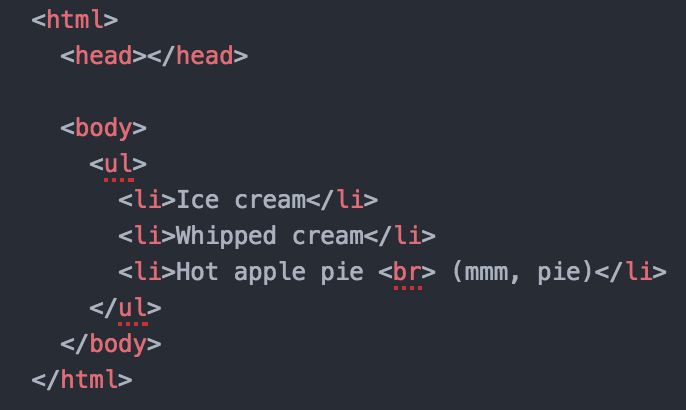 <html>
<head></head>
<body>
<ul>
<li>Ice cream</li>
<li>Whipped cream</li>
<li>Hot apple pie <br> (mmm, pie)</li>
</ul>
</body>
</html>